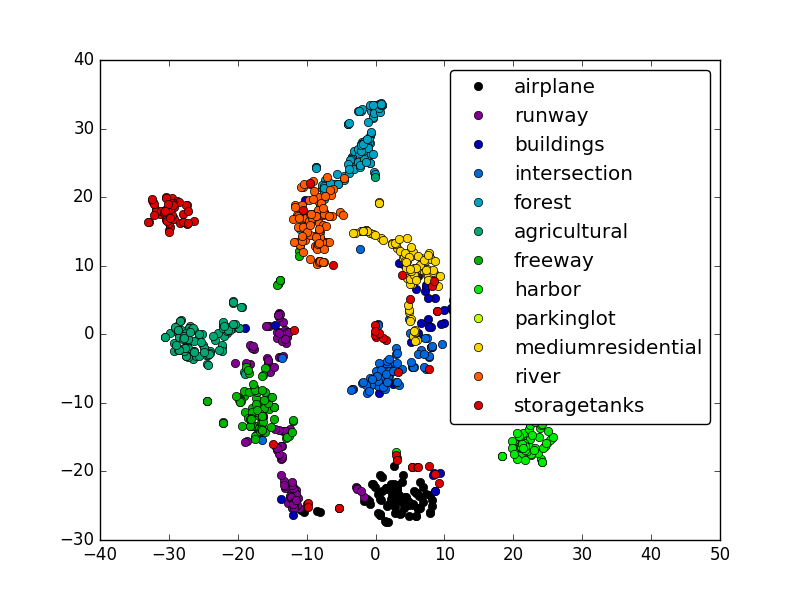 40
30
20
10
0
−10
−20
−30
−40
−30
−20
−10
0
10
20
30
40
50
airplane
runway
buildings
intersection
forest
agricultural
freeway
harbor
parkinglot
mediumresidential
river
storagetanks